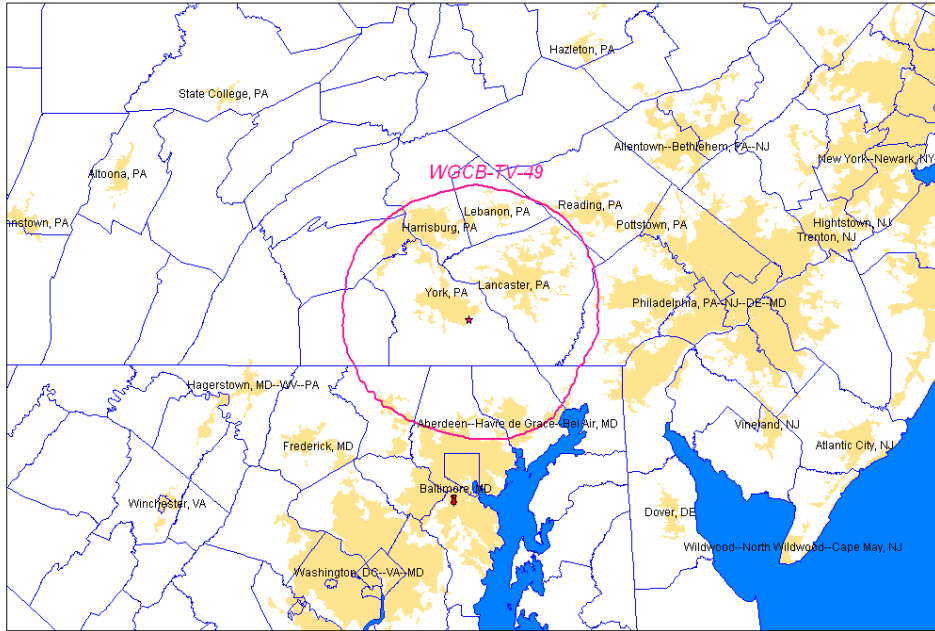 Hazleton, PA
State College, PA
Allentown--Bethlehem, PA--NJ
New York--Newark, NY-
Altoona, PA
WGCB-TV-49
nstown, PA
Lebanon, PA
Reading, PA
Harrisburg, PA
Pottstown, PA
Hightstown, NJ
Trenton, NJ
York, PA
Lancaster, PA
Philadelphia, PA--NJ--DE--MD
Hagerstown, MD--WV--PA
Aberdeen--Havre de Grace--Bel Air, MD
Frederick, MD
Vineland, NJ
Atlantic City, NJ
Baltimore, MD
Winchester, VA
Dover, DE
Wildwood--North Wildwood--Cape May, NJ
Washington, DC--VA--MD